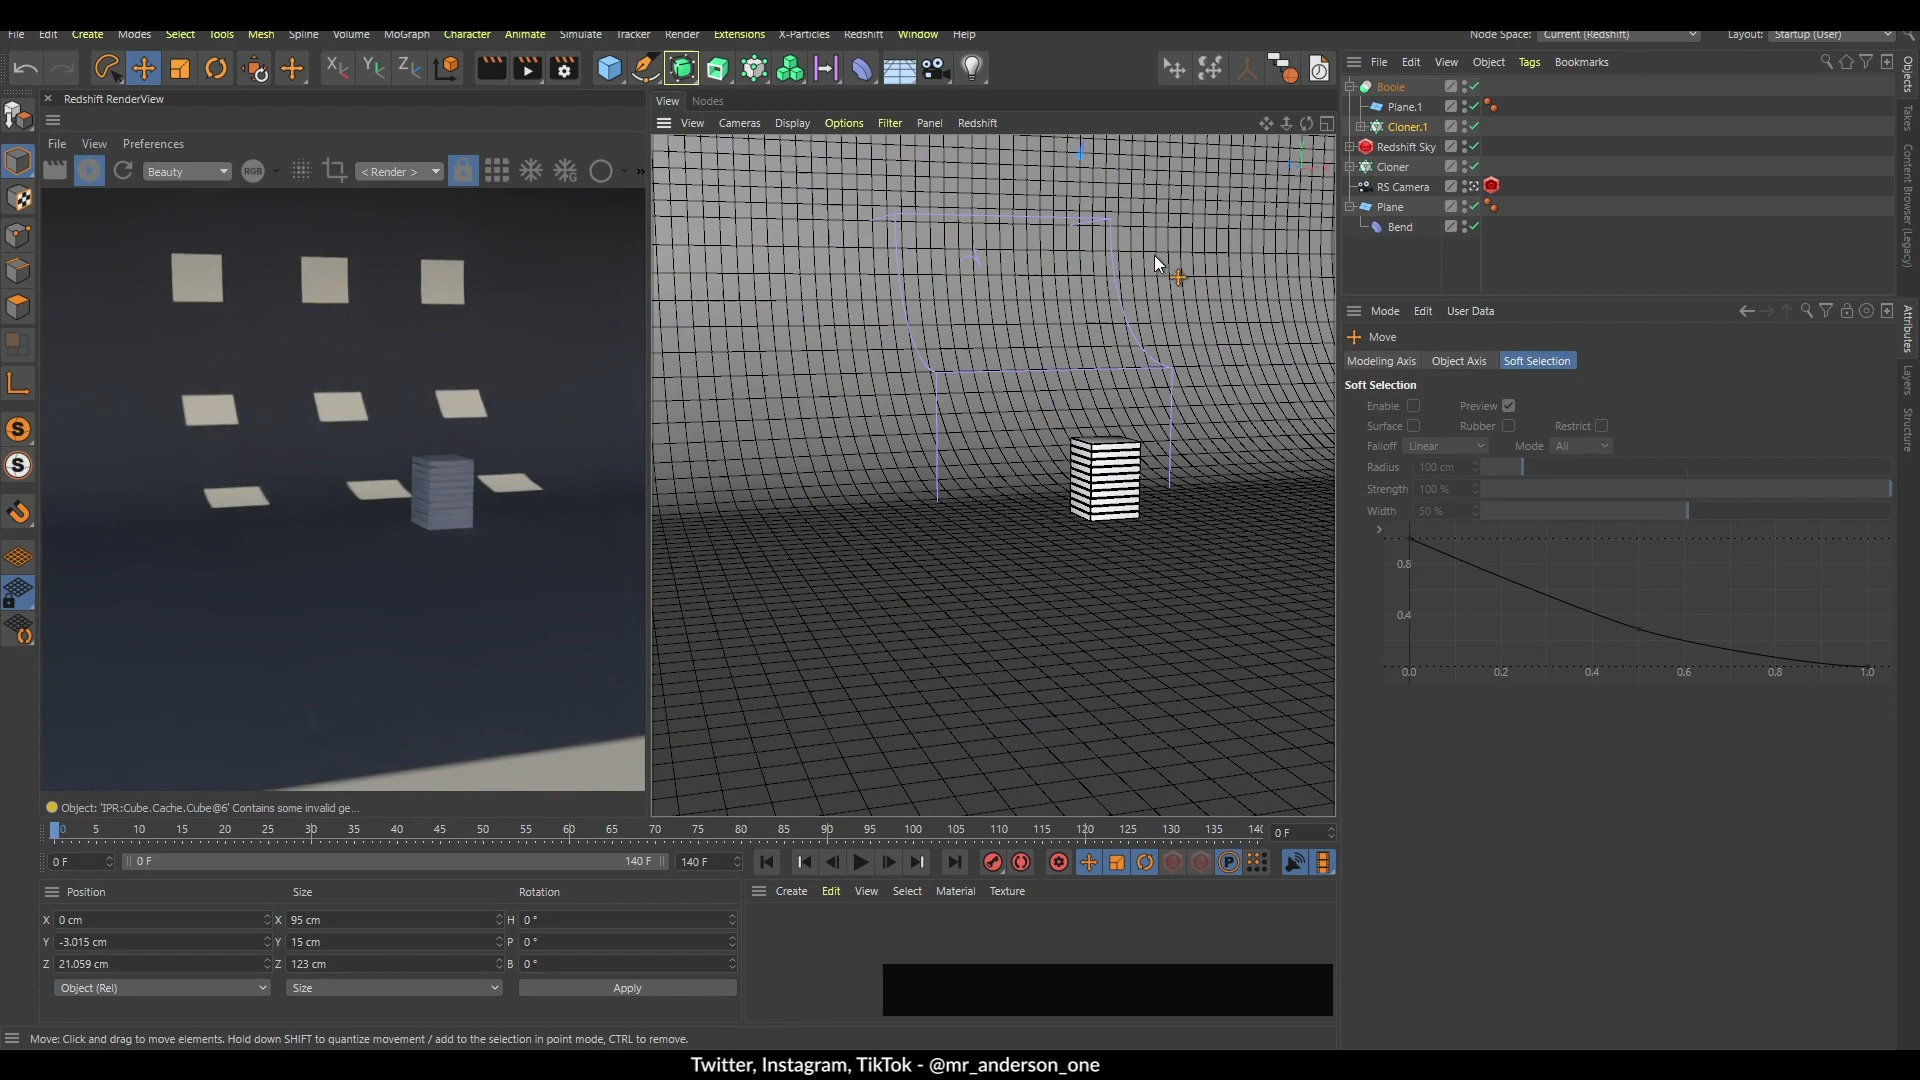 File Edit Create Modes Select Tools Mesh Spline Volume MoGraph Character Animate Simulate Tracker Render Extensions X-Particles Redshift Window Help Node Space: Current (Redshift) Layout: Startup (User)
X Y Z
File Edit View Object Tags Bookmarks
Redshift RenderView
View Nodes
View Cameras Display Options Filter Panel Redshift
File View Preferences
Beauty RGB < Render > »
Boole
Plane.1
Cloner.1
Redshift Sky
Cloner
RS Camera
Plane
Bend
Objects
Takes
Content Browser (Legacy)
Attributes
Layers
Structure
Mode Edit User Data
Move
Modeling Axis Object Axis Soft Selection
Soft Selection
Enable Preview
Surface Rubber Restrict
Falloff Linear Mode All
Radius 100 cm
Strength 100 %
Width 50 %
0.8
0.4
0.0 0.2 0.4 0.6 0.8 1.0
Object: 'IPR:Cube.Cache.Cube@6' Contains some invalid ge...
0 5 10 15 20 25 30 35 40 45 50 55 60 65 70 75 80 85 90 95 100 105 110 115 120 125 130 135 140 0 F
0 F 0 F 140 F 140 F
Position Size Rotation
X 0 cm X 95 cm H 0 °
Y -3.015 cm Y 15 cm P 0 °
Z 21.059 cm Z 123 cm B 0 °
Object (Rel) Size Apply
Create Edit View Select Material Texture
Move: Click and drag to move elements. Hold down SHIFT to quantize movement / add to the selection in point mode, CTRL to remove.
Twitter, Instagram, TikTok - @mr_anderson_one